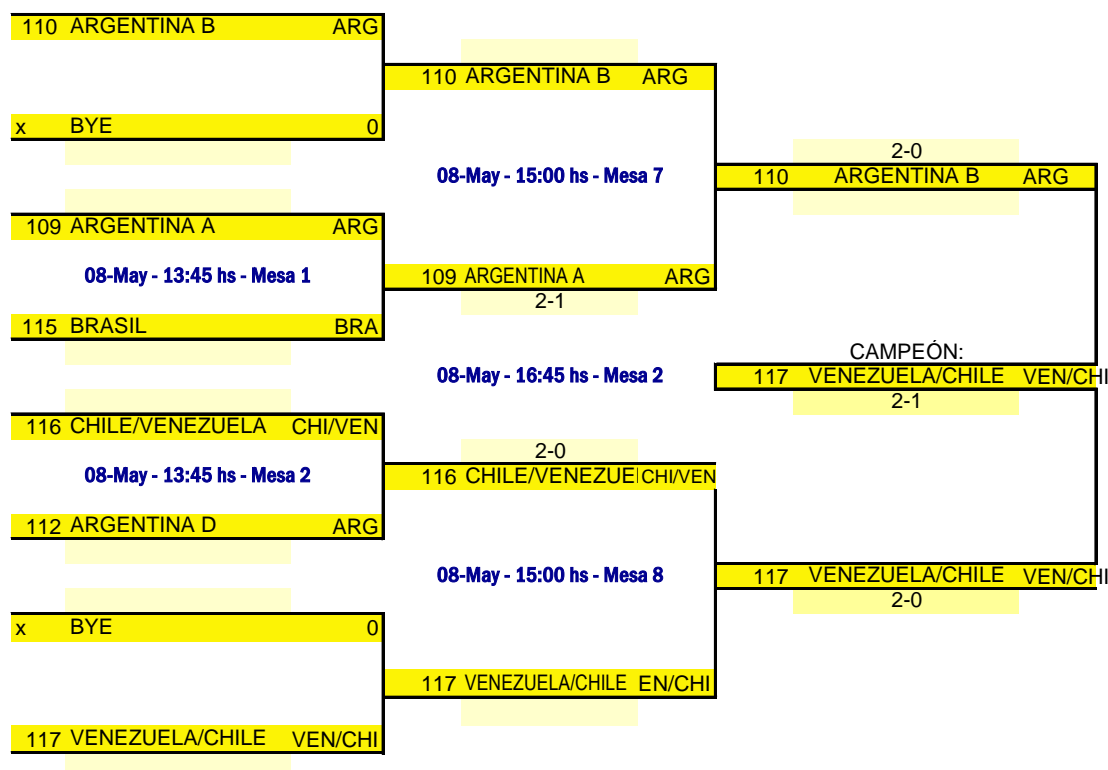 110 ARGENTINA B ARG
110 ARGENTINA B ARG
x BYE 0
2-0
08-May - 15:00 hs - Mesa 7
110 ARGENTINA B ARG
109 ARGENTINA A ARG
08-May - 13:45 hs - Mesa 1
109 ARGENTINA A ARG
2-1
115 BRASIL BRA
CAMPEÓN:
08-May - 16:45 hs - Mesa 2
117 VENEZUELA/CHILE VEN/CHI
2-1
116 CHILE/VENEZUELA CHI/VEN
2-0
08-May - 13:45 hs - Mesa 2
116 CHILE/VENEZUE CHI/VEN
112 ARGENTINA D ARG
08-May - 15:00 hs - Mesa 8
117 VENEZUELA/CHILE VEN/CHI
2-0
x BYE 0
117 VENEZUELA/CHILE EN/CHI
117 VENEZUELA/CHILE VEN/CHI